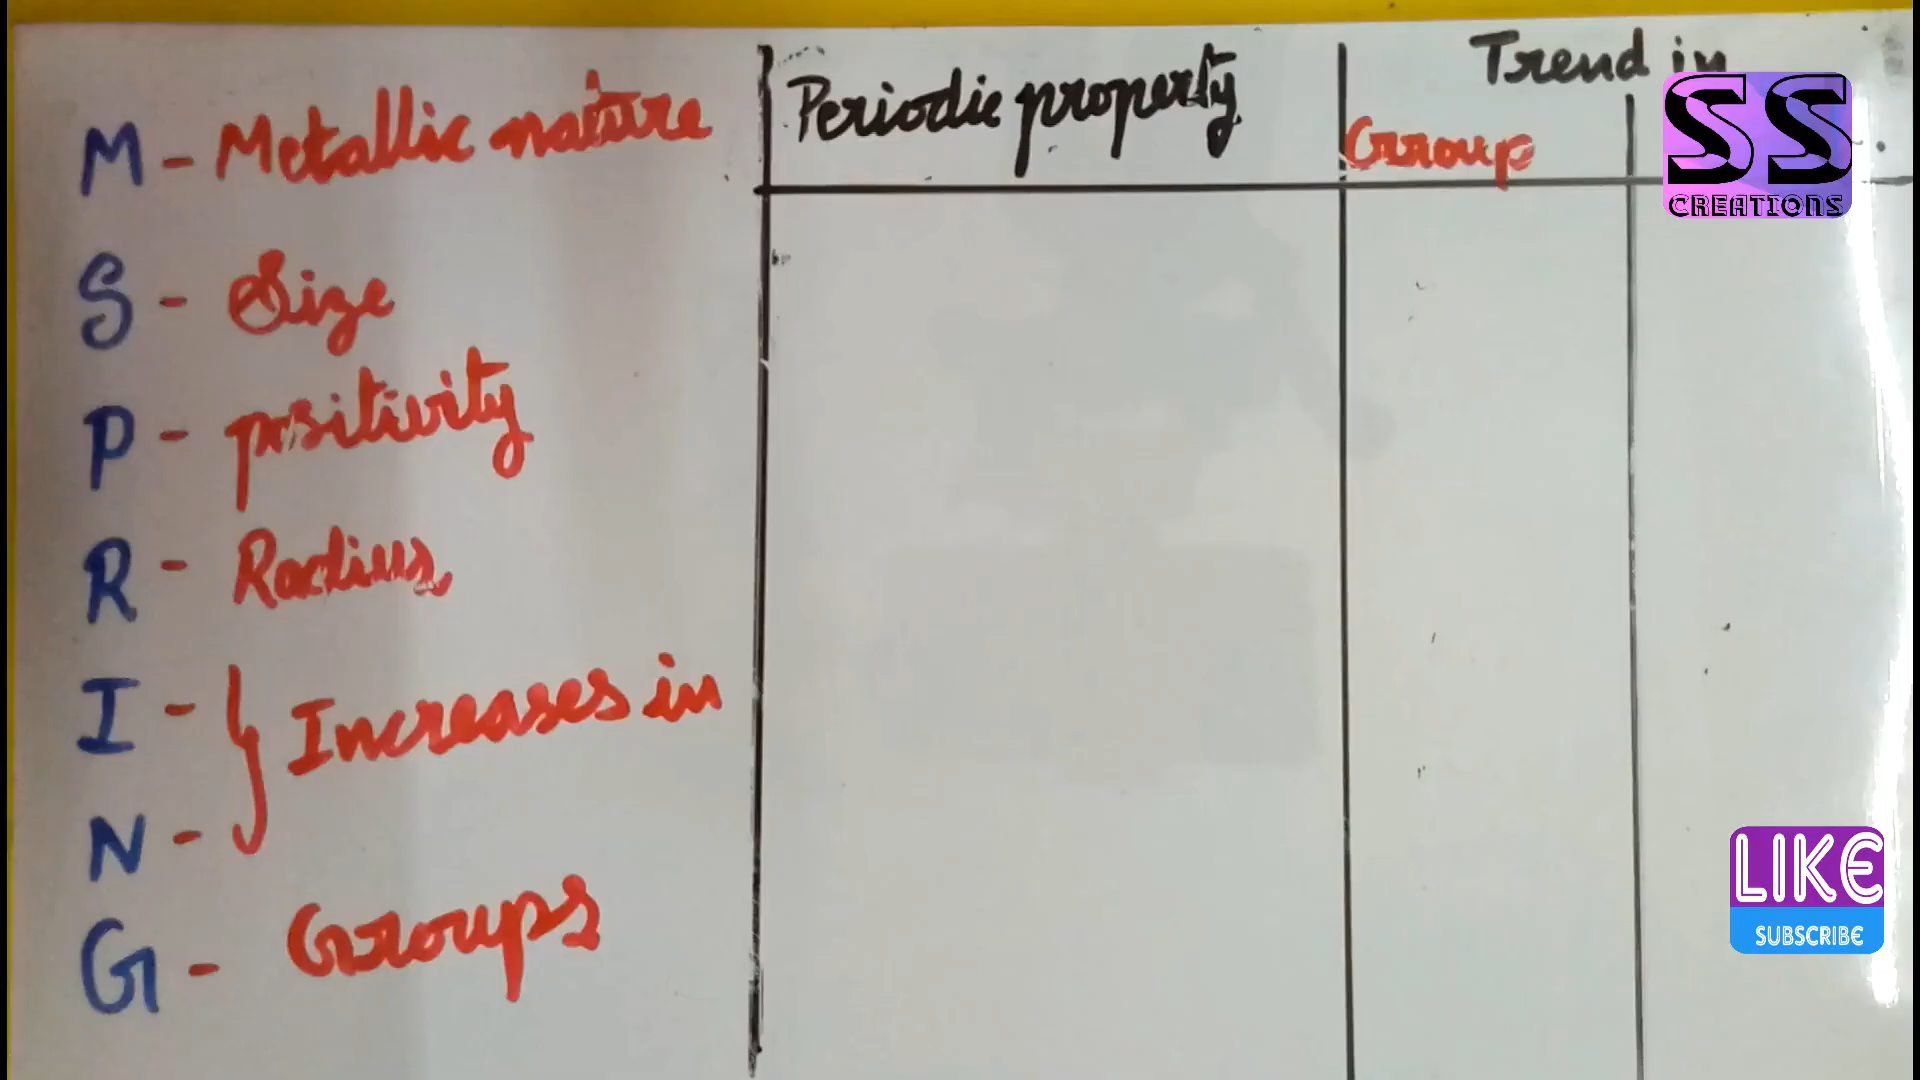 M - Metallic nature
S - Size
P - positivity
R - Radius
I -
N -
} Increases in
G - Groups
Periodic property
Trend in
Group
SS
CREATIONS
LIKE
SUBSCRIBE